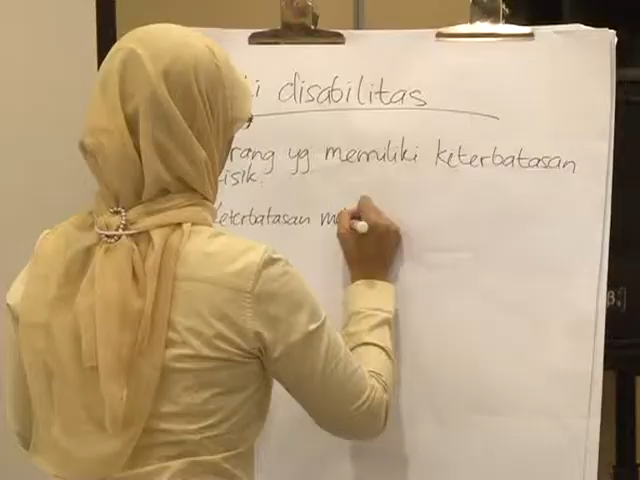 disabilitas
rang yg memiliki keterbatasan
isik.
eterbatasan